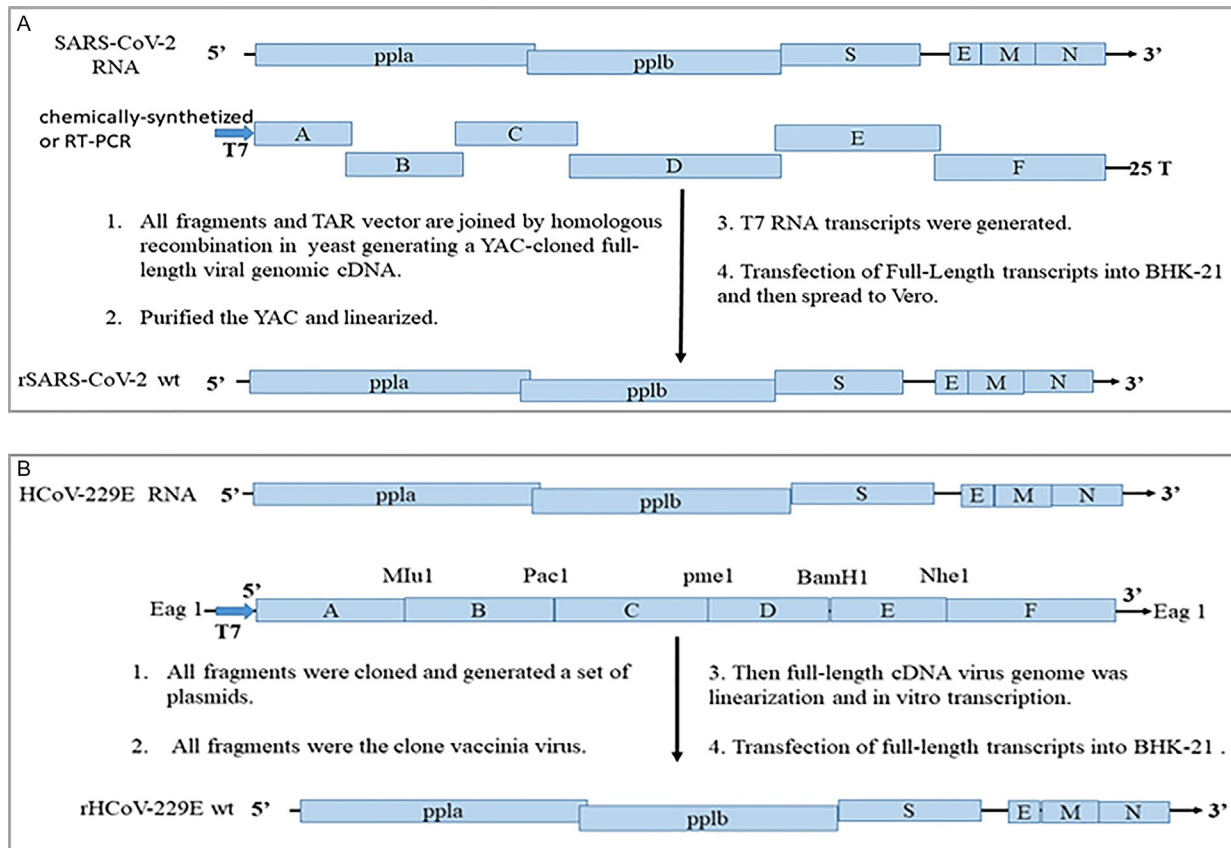 A
SARS-CoV-2
RNA
5’
ppla
pplb
S
E
M
N
3’
chemically-synthetized
or RT-PCR
T7
A
B
C
D
E
F
25 T
1. All fragments and TAR vector are joined by homologous
recombination in yeast generating a YAC-cloned full-
length viral genomic cDNA.
2. Purified the YAC and linearized.
3. T7 RNA transcripts were generated.
4. Transfection of Full-Length transcripts into BHK-21
and then spread to Vero.
rSARS-CoV-2 wt
5’
ppla
pplb
S
E
M
N
3’
B
HCoV-229E RNA
5’
ppla
pplb
S
E
M
N
3’
MIu1
Pac1
pme1
BamH1
Nhe1
5’
3’
Eag 1
T7
A
B
C
D
E
F
Eag 1
1. All fragments were cloned and generated a set of
plasmids.
2. All fragments were the clone vaccinia virus.
3. Then full-length cDNA virus genome was
linearization and in vitro transcription.
4. Transfection of full-length transcripts into BHK-21 .
rHCoV-229E wt
5’
ppla
pplb
S
E
M
N
3’